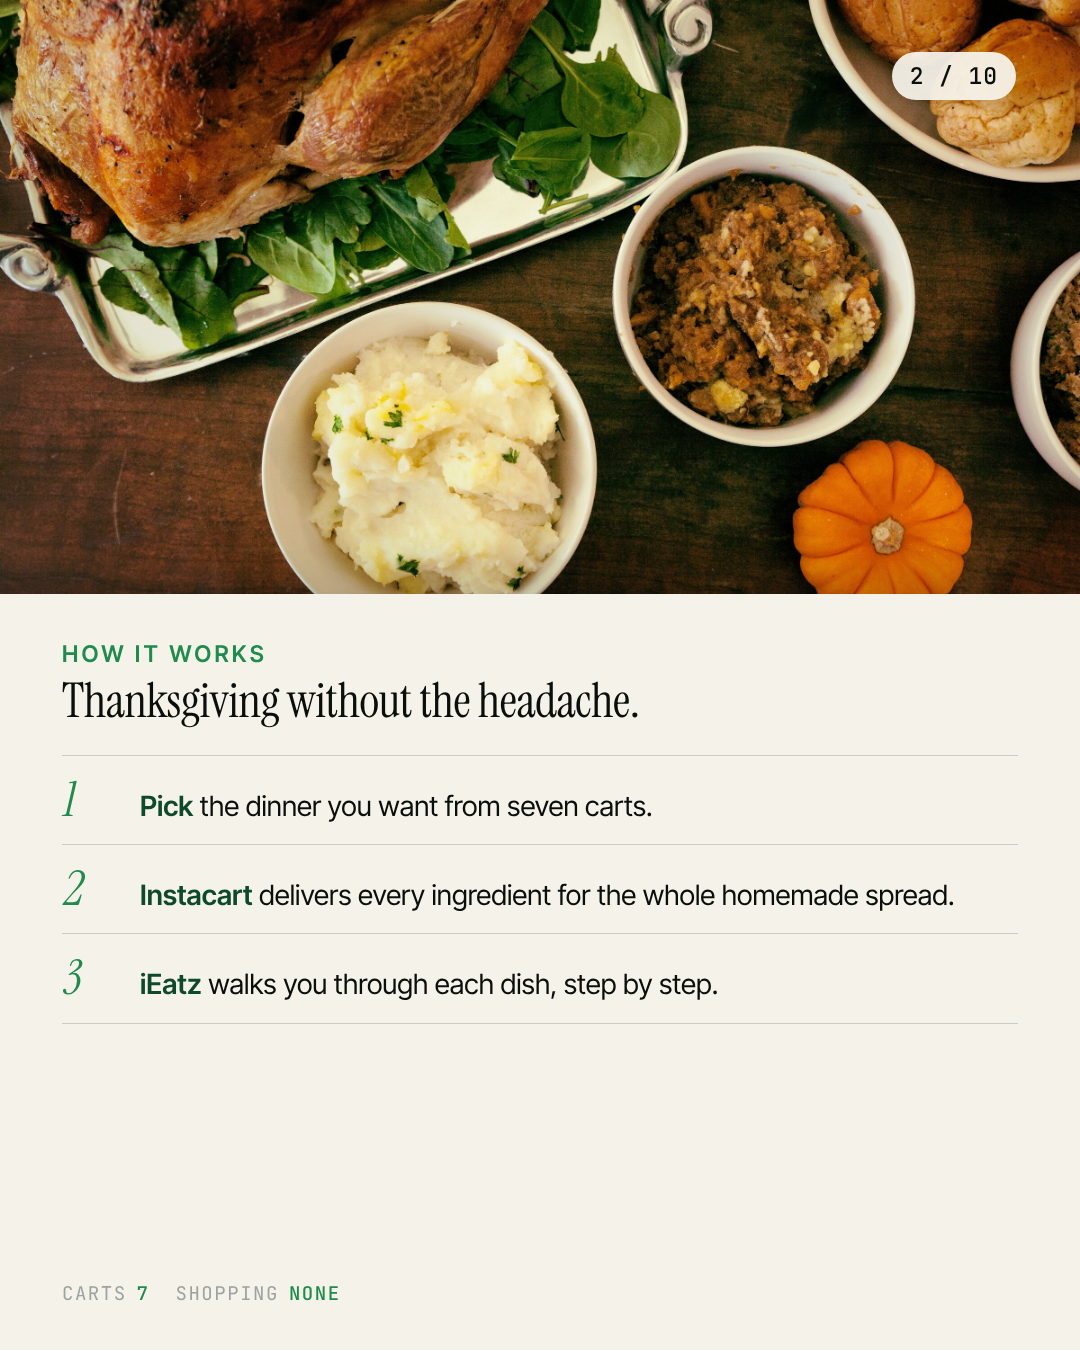 2 / 10
HOW IT WORKS
Thanksgiving without the headache.
1 Pick the dinner you want from seven carts.
2 Instacart delivers every ingredient for the whole homemade spread.
3 iEatz walks you through each dish, step by step.
CARTS 7 SHOPPING NONE